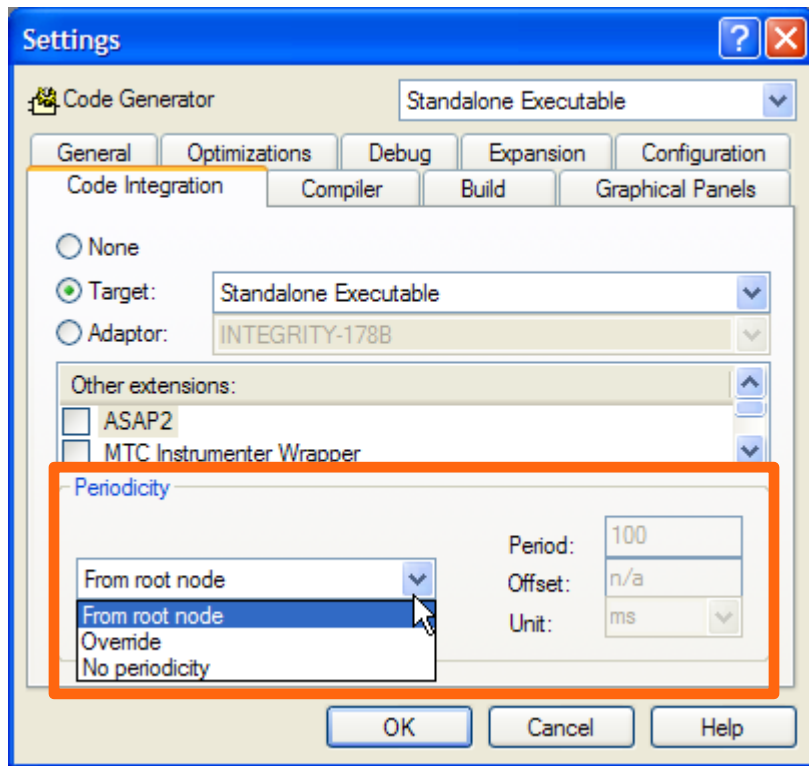 Settings
Code Generator Standalone Executable
General Optimizations Debug Expansion Configuration
Code Integration Compiler Build Graphical Panels
None
Target: Standalone Executable
Adaptor: INTEGRITY-178B
Other extensions:
ASAP2
MTC Instrumenter Wrapper
Periodicity
Period: 100
From root node Offset: n/a
From root node Unit: ms
Override
No periodicity
OK Cancel Help